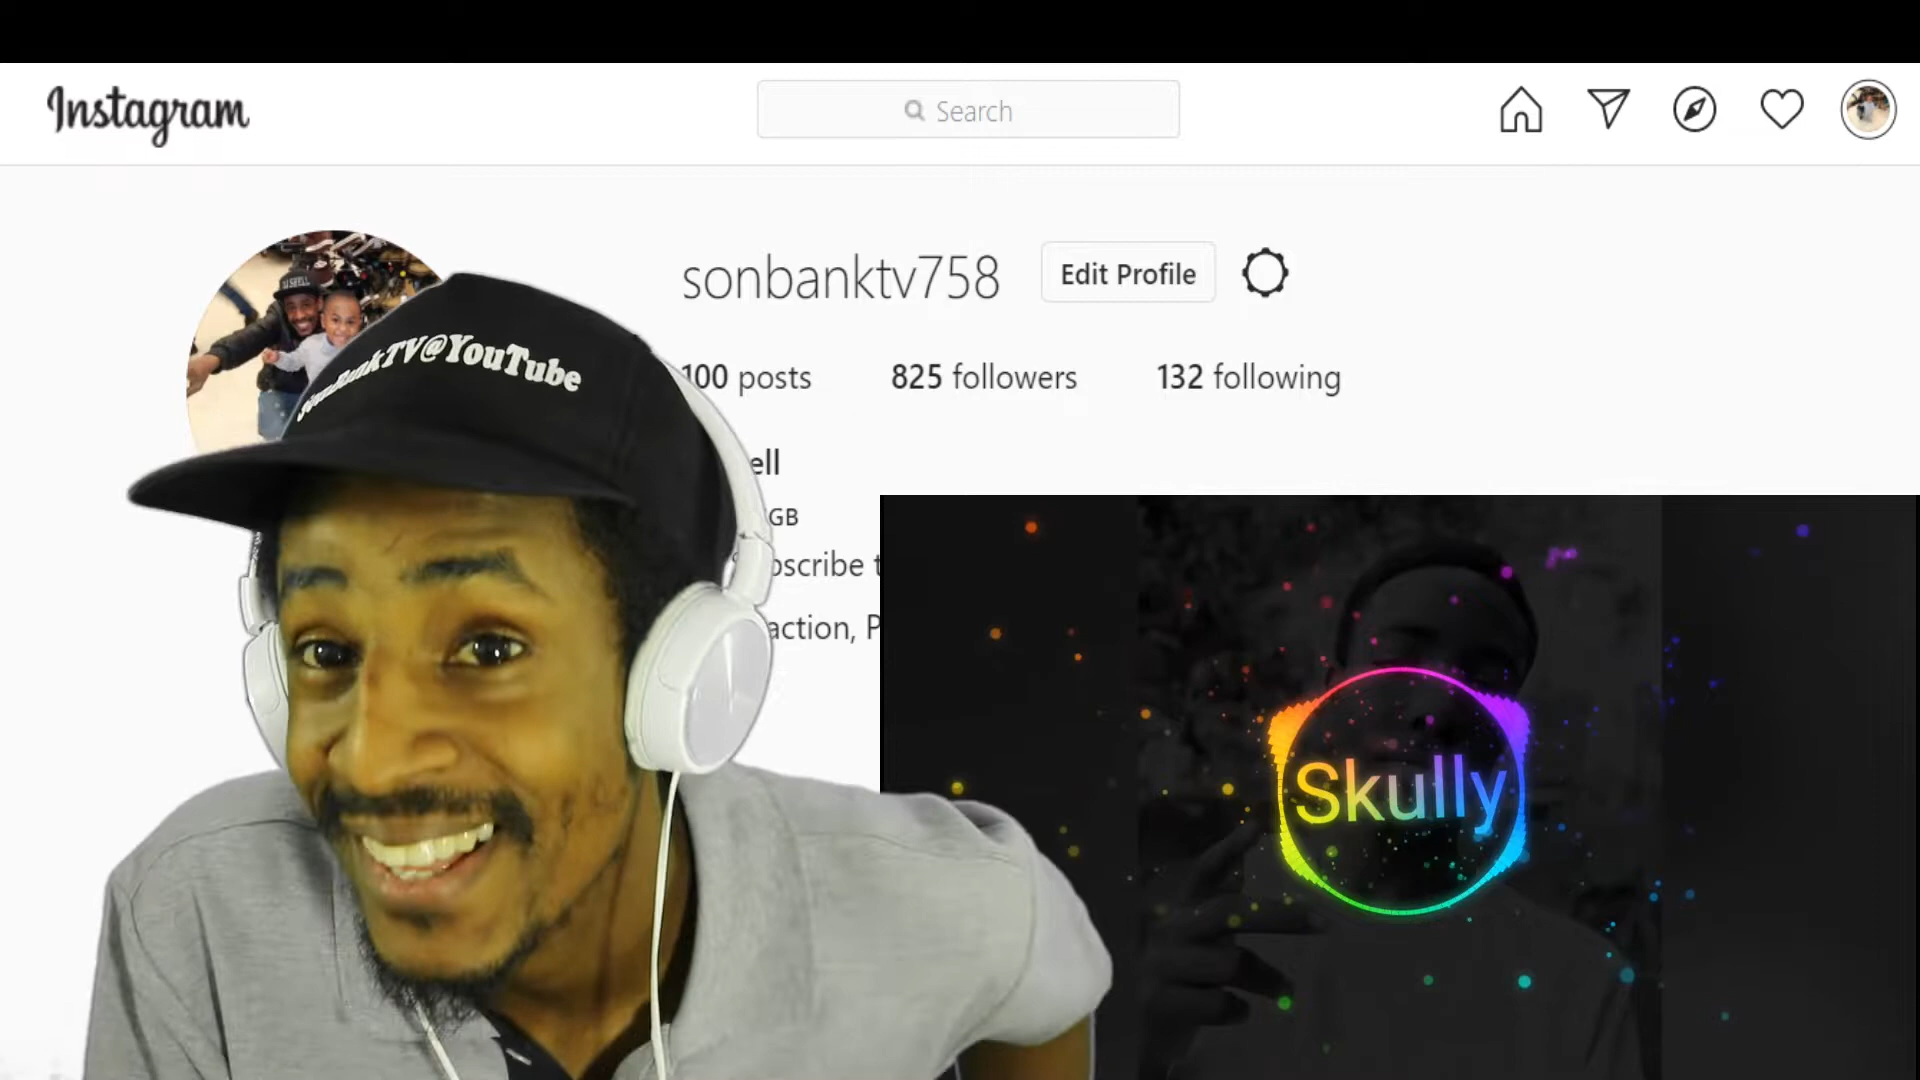 Instagram
Search
sonbanktv758
Edit Profile
100 posts
825 followers
132 following
TV@YouTube
ell
GB
bscribe t
action, P
Skully